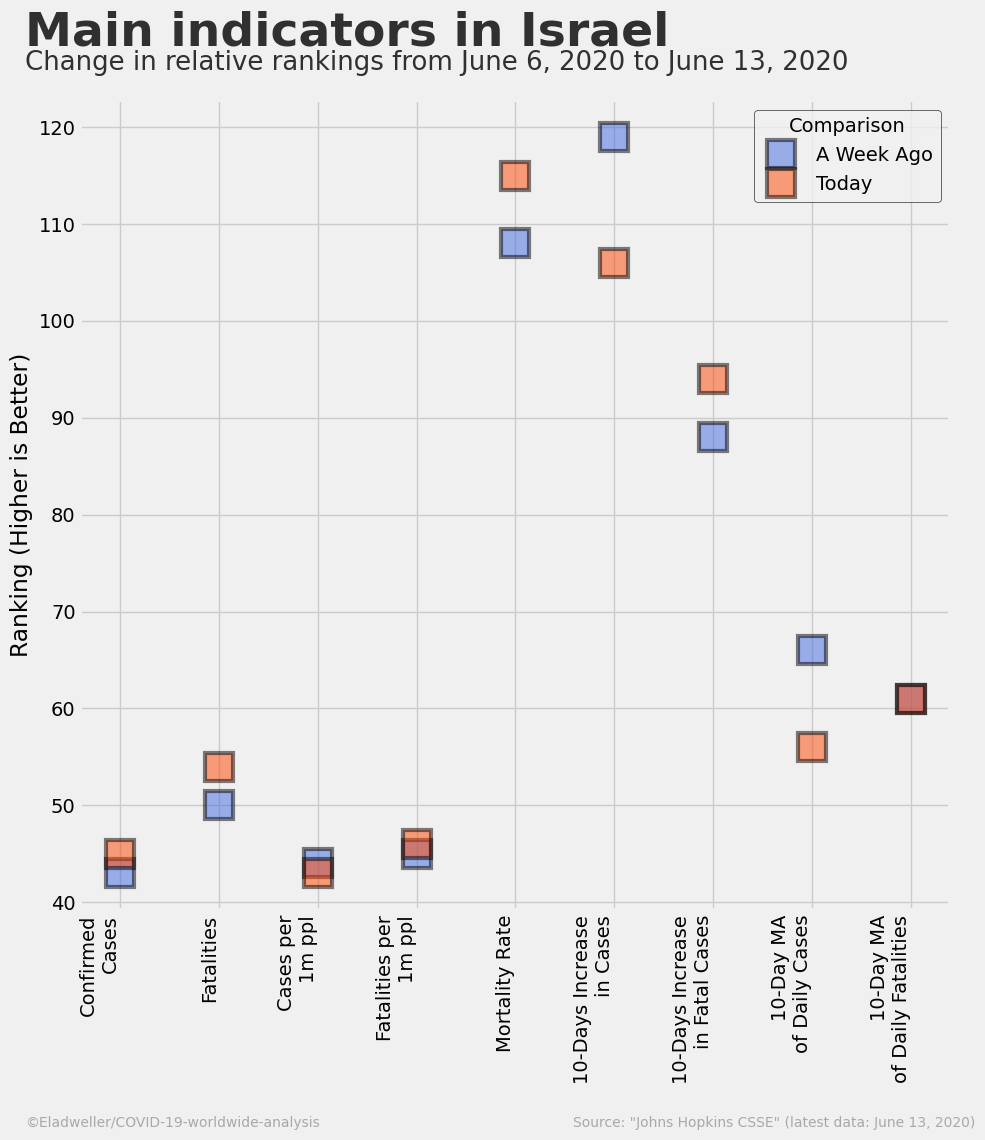 Main indicators in Israel
Change in relative rankings from June 6, 2020 to June 13, 2020
Comparison
A Week Ago
Today
Ranking (Higher is Better)
120
110
100
90
80
70
60
50
40
Confirmed
Cases
Fatalities
Cases per
1m ppl
Fatalities per
1m ppl
Mortality Rate
10-Days Increase
in Cases
10-Days Increase
in Fatal Cases
10-Day MA
of Daily Cases
10-Day MA
of Daily Fatalities
©Eladweller/COVID-19-worldwide-analysis
Source: "Johns Hopkins CSSE" (latest data: June 13, 2020)